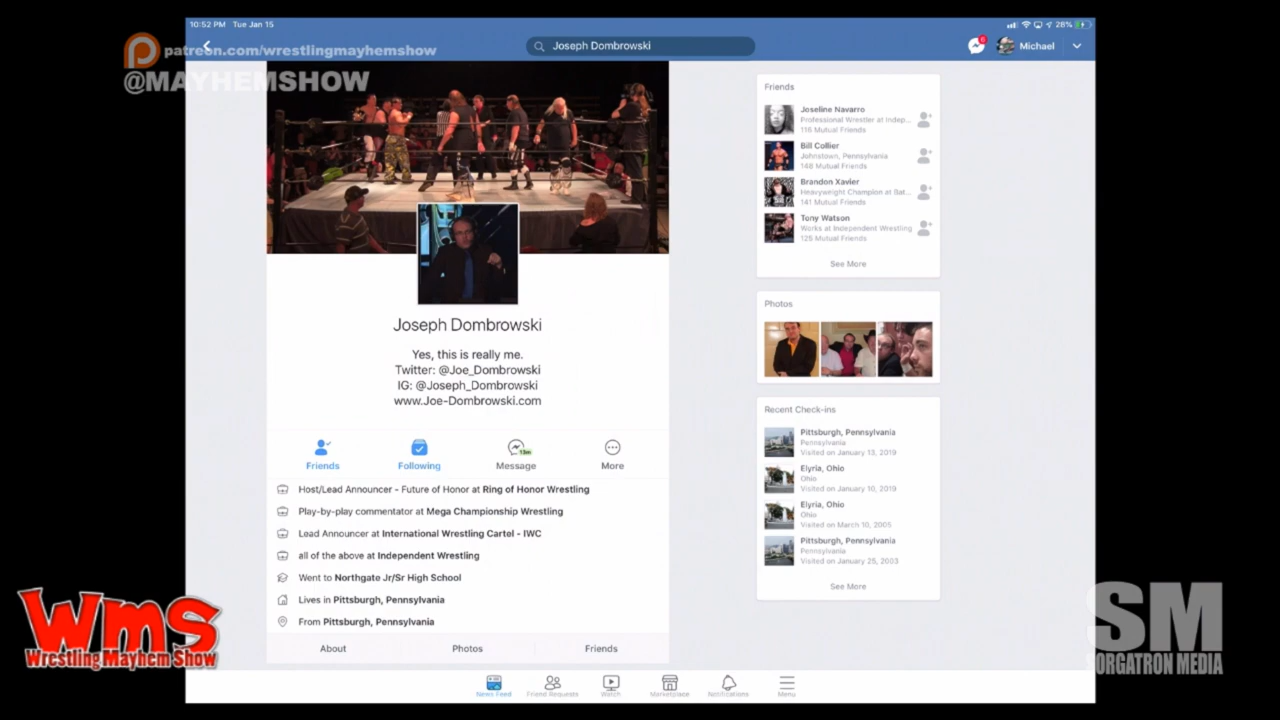 10:52 PM Tue Jan 15
28%
patreon.com/wrestlingmayhemshow
@MAYHEMSHOW
Joseph Dombrowski
6
Michael
Joseph Dombrowski
Yes, this is really me.
Twitter: @Joe_Dombrowski
IG: @Joseph_Dombrowski
www.Joe-Dombrowski.com
Friends
Following
13m
Message
More
Host/Lead Announcer - Future of Honor at Ring of Honor Wrestling
Play-by-play commentator at Mega Championship Wrestling
Lead Announcer at International Wrestling Cartel - IWC
all of the above at Independent Wrestling
Went to Northgate Jr/Sr High School
Lives in Pittsburgh, Pennsylvania
From Pittsburgh, Pennsylvania
About
Photos
Friends
Friends
Joseline Navarro
Professional Wrestler at Indep...
116 Mutual Friends
Bill Collier
Johnstown, Pennsylvania
148 Mutual Friends
Brandon Xavier
Heavyweight Champion at Bat...
141 Mutual Friends
Tony Watson
Works at Independent Wrestling
125 Mutual Friends
See More
Photos
Recent Check-ins
Pittsburgh, Pennsylvania
Pennsylvania
Visited on January 13, 2019
Elyria, Ohio
Ohio
Visited on January 10, 2019
Elyria, Ohio
Ohio
Visited on March 10, 2005
Pittsburgh, Pennsylvania
Pennsylvania
Visited on January 25, 2003
See More
News Feed
Friend Requests
Watch
Marketplace
Notifications
Menu
wms
Wrestling Mayhem Show
SM
SORGATRON MEDIA